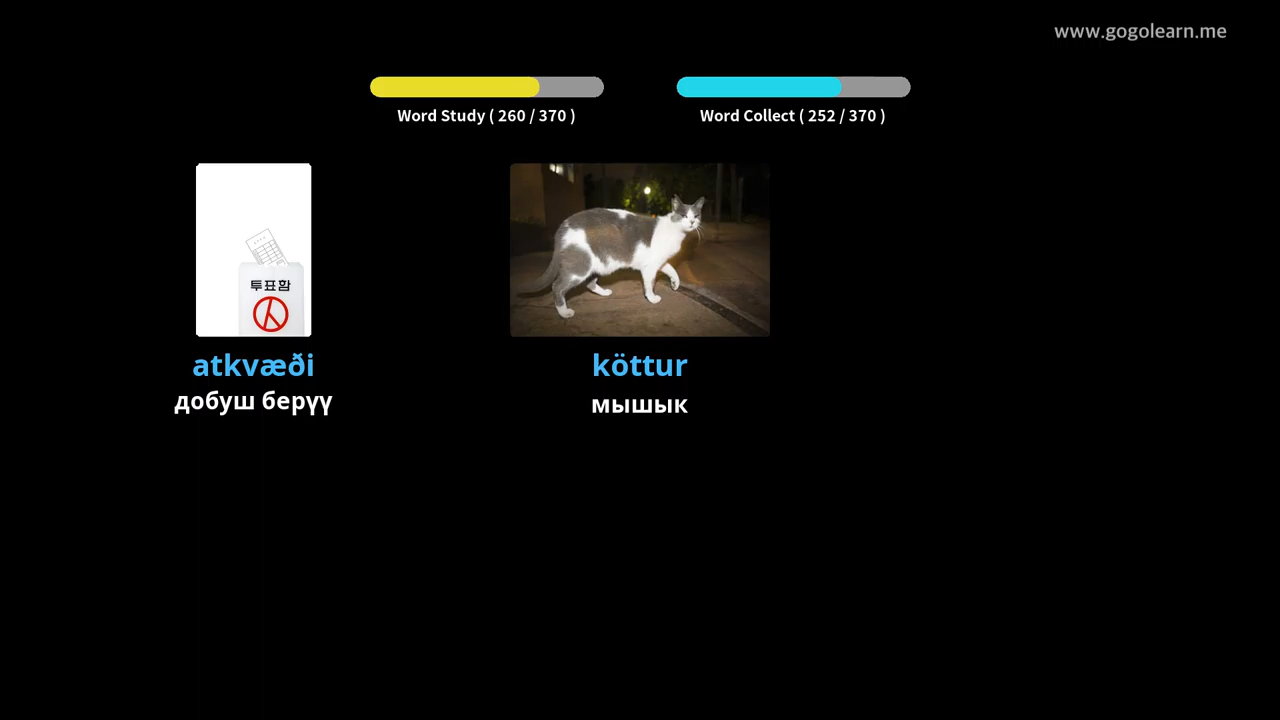 www.gogolearn.me
Word Study ( 260 / 370 )
Word Collect ( 252 / 370 )
투표함
atkvæði
добуш берүү
köttur
мышык